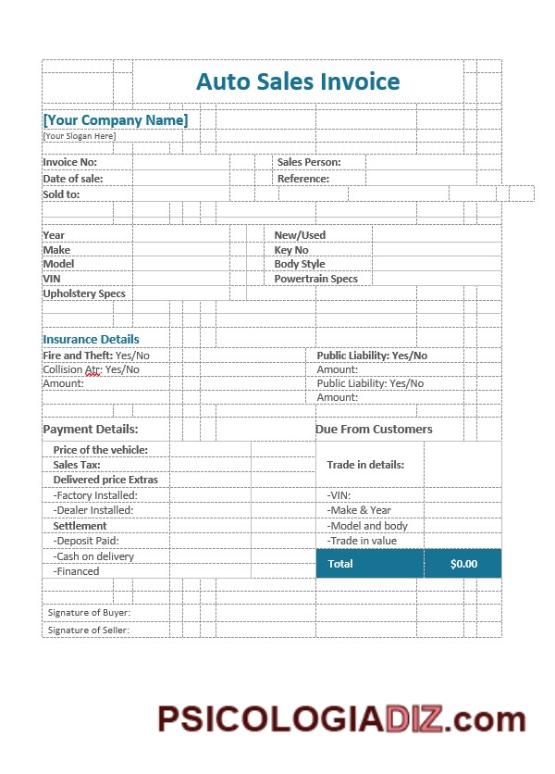 Auto Sales Invoice
[Your Company Name]
[Your Slogan Here]
Invoice No: Sales Person:
Date of sale: Reference:
Sold to:
Year New/Used
Make Key No
Model Body Style
VIN Powertrain Specs
Upholstery Specs
Insurance Details
Fire and Theft: Yes/No Public Liability: Yes/No
Collision Atr: Yes/No Amount:
Amount: Public Liability: Yes/No
Amount:
Payment Details: Due From Customers
Price of the vehicle:
Sales Tax: Trade in details:
Delivered price Extras
-Factory Installed: -VIN:
-Dealer Installed: -Make & Year
Settlement -Model and body
-Deposit Paid: -Trade in value
-Cash on delivery
Total $0.00
-Financed
Signature of Buyer:
Signature of Seller:
PSICOLOGIADIZ.com